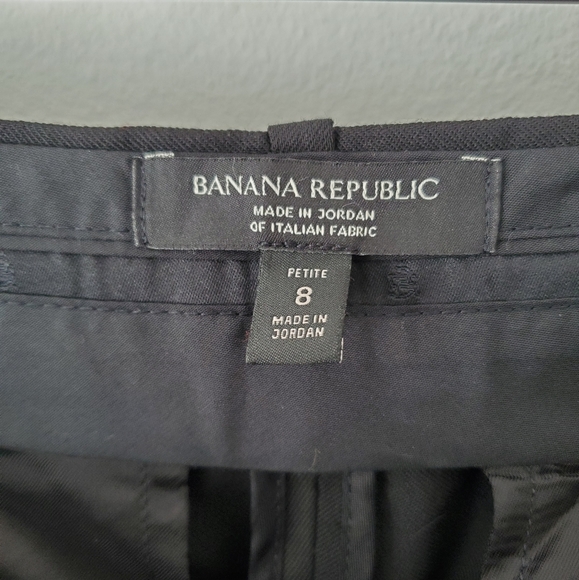 BANANA REPUBLIC
MADE IN JORDAN
OF ITALIAN FABRIC
PETITE
8
MADE IN
JORDAN